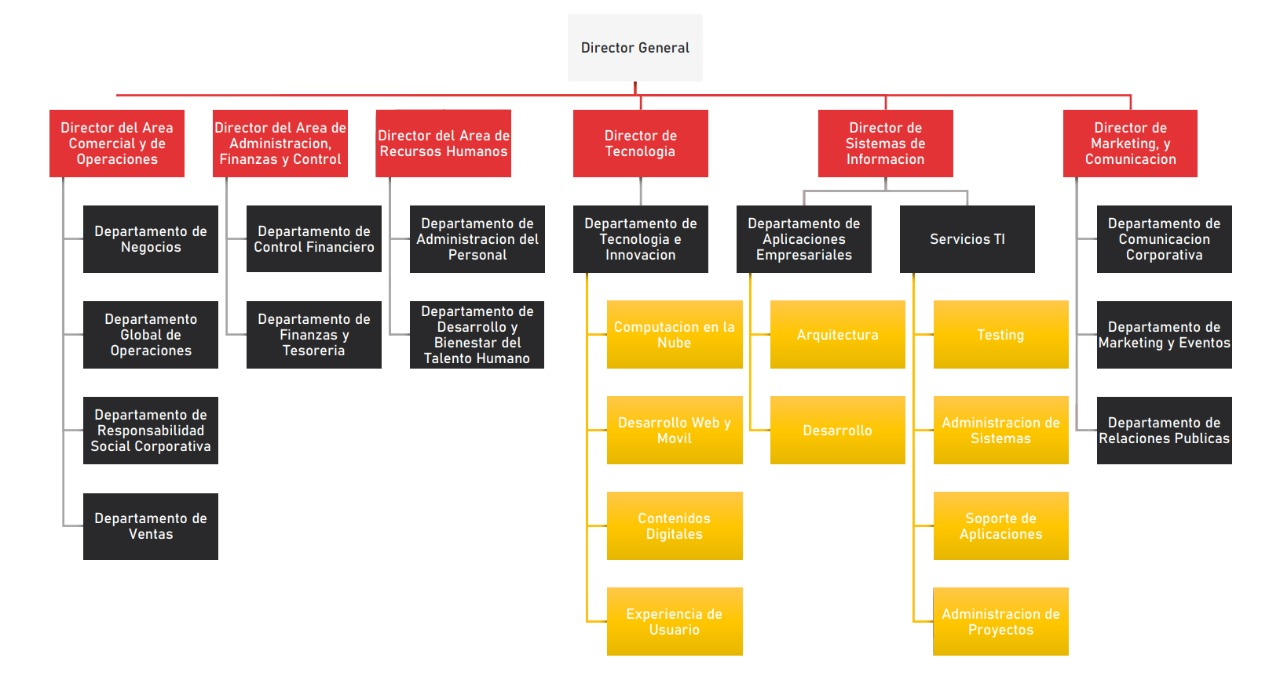 Director General
Director del Area
Comercial y de
Operaciones
Director del Area de
Administracion,
Finanzas y Control
Director del Area de
Recursos Humanos
Director de
Tecnologia
Director de
Sistemas de
Informacion
Director de
Marketing, y
Comunicacion
Departamento de
Negocios
Departamento de
Control Financiero
Departamento de
Administracion del
Personal
Departamento de
Tecnologia e
Innovacion
Departamento de
Aplicaciones
Empresariales
Servicios TI
Departamento de
Comunicacion
Corporativa
Departamento
Global de
Operaciones
Departamento de
Finanzas y
Tesoreria
Departamento de
Desarrollo y
Bienestar del
Talento Humano
Computacion en la
Nube
Arquitectura
Testing
Departamento de
Marketing y Eventos
Departamento de
Responsabilidad
Social Corporativa
Desarrollo Web y
Movil
Desarrollo
Administracion de
Sistemas
Departamento de
Relaciones Publicas
Departamento de
Ventas
Contenidos
Digitales
Soporte de
Aplicaciones
Experiencia de
Usuario
Administracion de
Proyectos